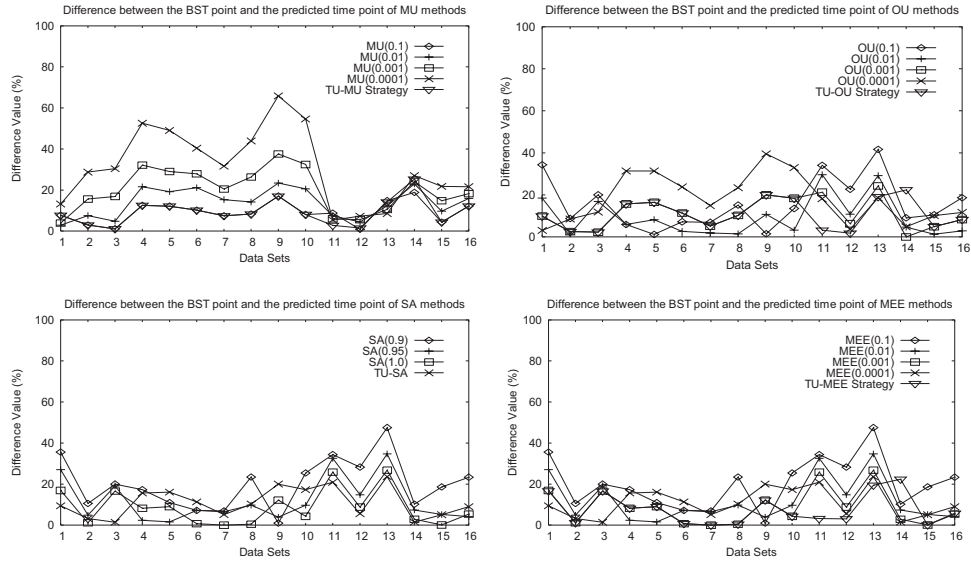 Difference between the BST point and the predicted time point of MU methods
Difference Value (%)
100
80
60
40
20
0
MU(0.1)
MU(0.01)
MU(0.001)
MU(0.0001)
TU-MU Strategy
1 2 3 4 5 6 7 8 9 10 11 12 13 14 15 16
Data Sets
Difference between the BST point and the predicted time point of OU methods
Difference Value (%)
100
80
60
40
20
0
OU(0.1)
OU(0.01)
OU(0.001)
OU(0.0001)
TU-OU Strategy
1 2 3 4 5 6 7 8 9 10 11 12 13 14 15 16
Data Sets
Difference between the BST point and the predicted time point of SA methods
Difference Value (%)
100
80
60
40
20
0
SA(0.9)
SA(0.95)
SA(1.0)
TU-SA
1 2 3 4 5 6 7 8 9 10 11 12 13 14 15 16
Data Sets
Difference between the BST point and the predicted time point of MEE methods
Difference Value (%)
100
80
60
40
20
0
MEE(0.1)
MEE(0.01)
MEE(0.001)
MEE(0.0001)
TU-MEE Strategy
1 2 3 4 5 6 7 8 9 10 11 12 13 14 15 16
Data Sets